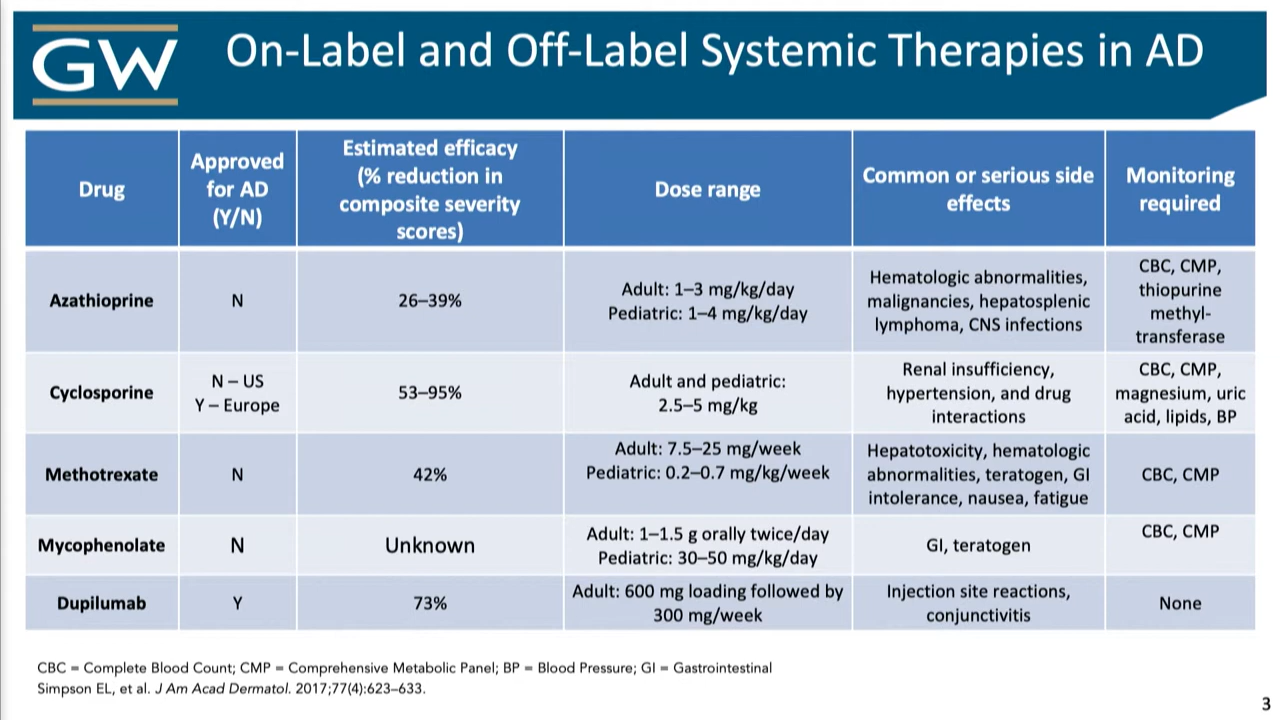 GW
On-Label and Off-Label Systemic Therapies in AD
Drug
Approved
for AD
(Y/N)
Estimated efficacy
(% reduction in
composite severity
scores)
Dose range
Common or serious side
effects
Monitoring
required
Azathioprine
N
26–39%
Adult: 1–3 mg/kg/day
Pediatric: 1–4 mg/kg/day
Hematologic abnormalities,
malignancies, hepatosplenic
lymphoma, CNS infections
CBC, CMP,
thiopurine
methyl-
transferase
Cyclosporine
N – US
Y – Europe
53–95%
Adult and pediatric:
2.5–5 mg/kg
Renal insufficiency,
hypertension, and drug
interactions
CBC, CMP,
magnesium, uric
acid, lipids, BP
Methotrexate
N
42%
Adult: 7.5–25 mg/week
Pediatric: 0.2–0.7 mg/kg/week
Hepatotoxicity, hematologic
abnormalities, teratogen, GI
intolerance, nausea, fatigue
CBC, CMP
Mycophenolate
N
Unknown
Adult: 1–1.5 g orally twice/day
Pediatric: 30–50 mg/kg/day
GI, teratogen
CBC, CMP
Dupilumab
Y
73%
Adult: 600 mg loading followed by
300 mg/week
Injection site reactions,
conjunctivitis
None
CBC = Complete Blood Count; CMP = Comprehensive Metabolic Panel; BP = Blood Pressure; GI = Gastrointestinal
Simpson EL, et al. J Am Acad Dermatol. 2017;77(4):623–633.
3